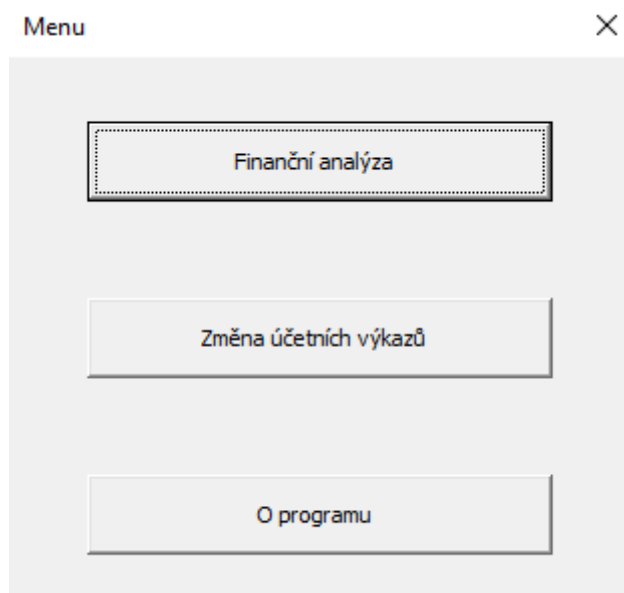 Menu
Finanční analýza
Změna účetních výkazů
O programu